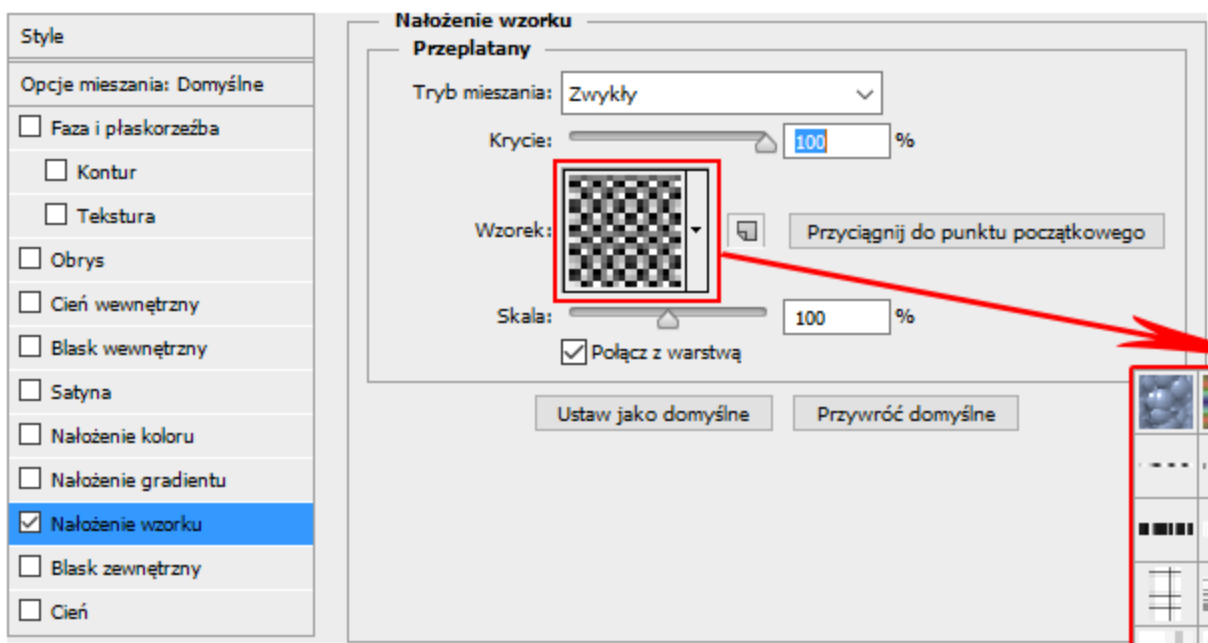 Style
Opcje mieszania: Domyślne
Faza i płaskorzeźba
Kontur
Tekstura
Obrys
Cień wewnętrzny
Blask wewnętrzny
Satyna
Nałożenie koloru
Nałożenie gradientu
Nałożenie wzorku
Blask zewnętrzny
Cień
Nałożenie wzorku
Przeplatany
Tryb mieszania: Zwykły
Krycie: 100 %
Wzorek: Przyciągnij do punktu początkowego
Skala: 100 %
Połącz z warstwą
Ustaw jako domyślne Przywróć domyślne